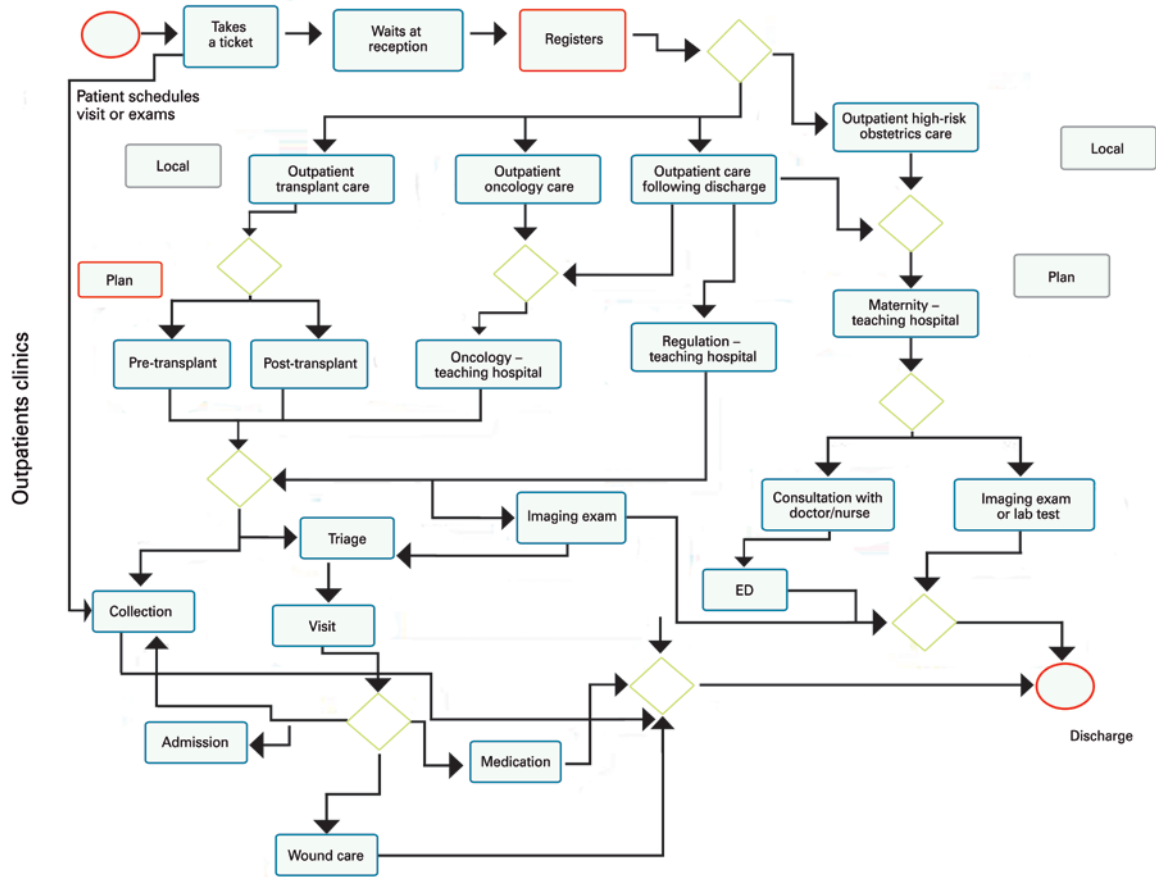 Takes
a ticket
Waits at
reception
Registers
Patient schedules
visit or exams
Outpatient high-risk
obstetrics care
Local
Local
Outpatient
transplant care
Outpatient
oncology care
Outpatient care
following discharge
Plan
Plan
Maternity –
teaching hospital
Pre-transplant
Post-transplant
Oncology –
teaching hospital
Regulation –
teaching hospital
Outpatients clinics
Consultation with
doctor/nurse
Imaging exam
or lab test
Imaging exam
Triage
ED
Collection
Visit
Admission
Medication
Discharge
Wound care